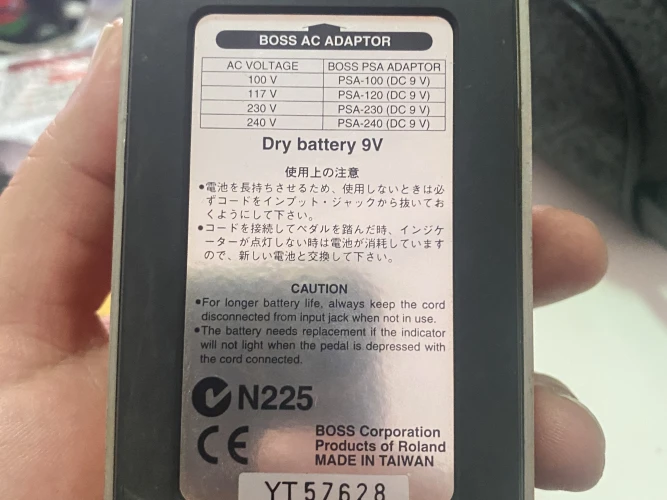 BOSS AC ADAPTOR
AC VOLTAGE BOSS PSA ADAPTOR
100 V PSA-100 (DC 9 V)
117 V PSA-120 (DC 9 V)
230 V PSA-230 (DC 9 V)
240 V PSA-240 (DC 9 V)
Dry battery 9V
使用上の注意
●電池を長持ちさせるため、使用しないときは必
ずコードをインプット・ジャックから抜いてお
くようにして下さい。
●コードを接続してペダルを踏んだ時、インジケ
ーターが点灯しない時は電池が消耗しています
ので、新しい電池と交換して下さい。
CAUTION
●For longer battery life, always keep the cord
disconnected from input jack when not in use.
●The battery needs replacement if the indicator
will not light when the pedal is depressed with
the cord connected.
N225
CE
BOSS Corporation
Products of Roland
MADE IN TAIWAN
YT57628